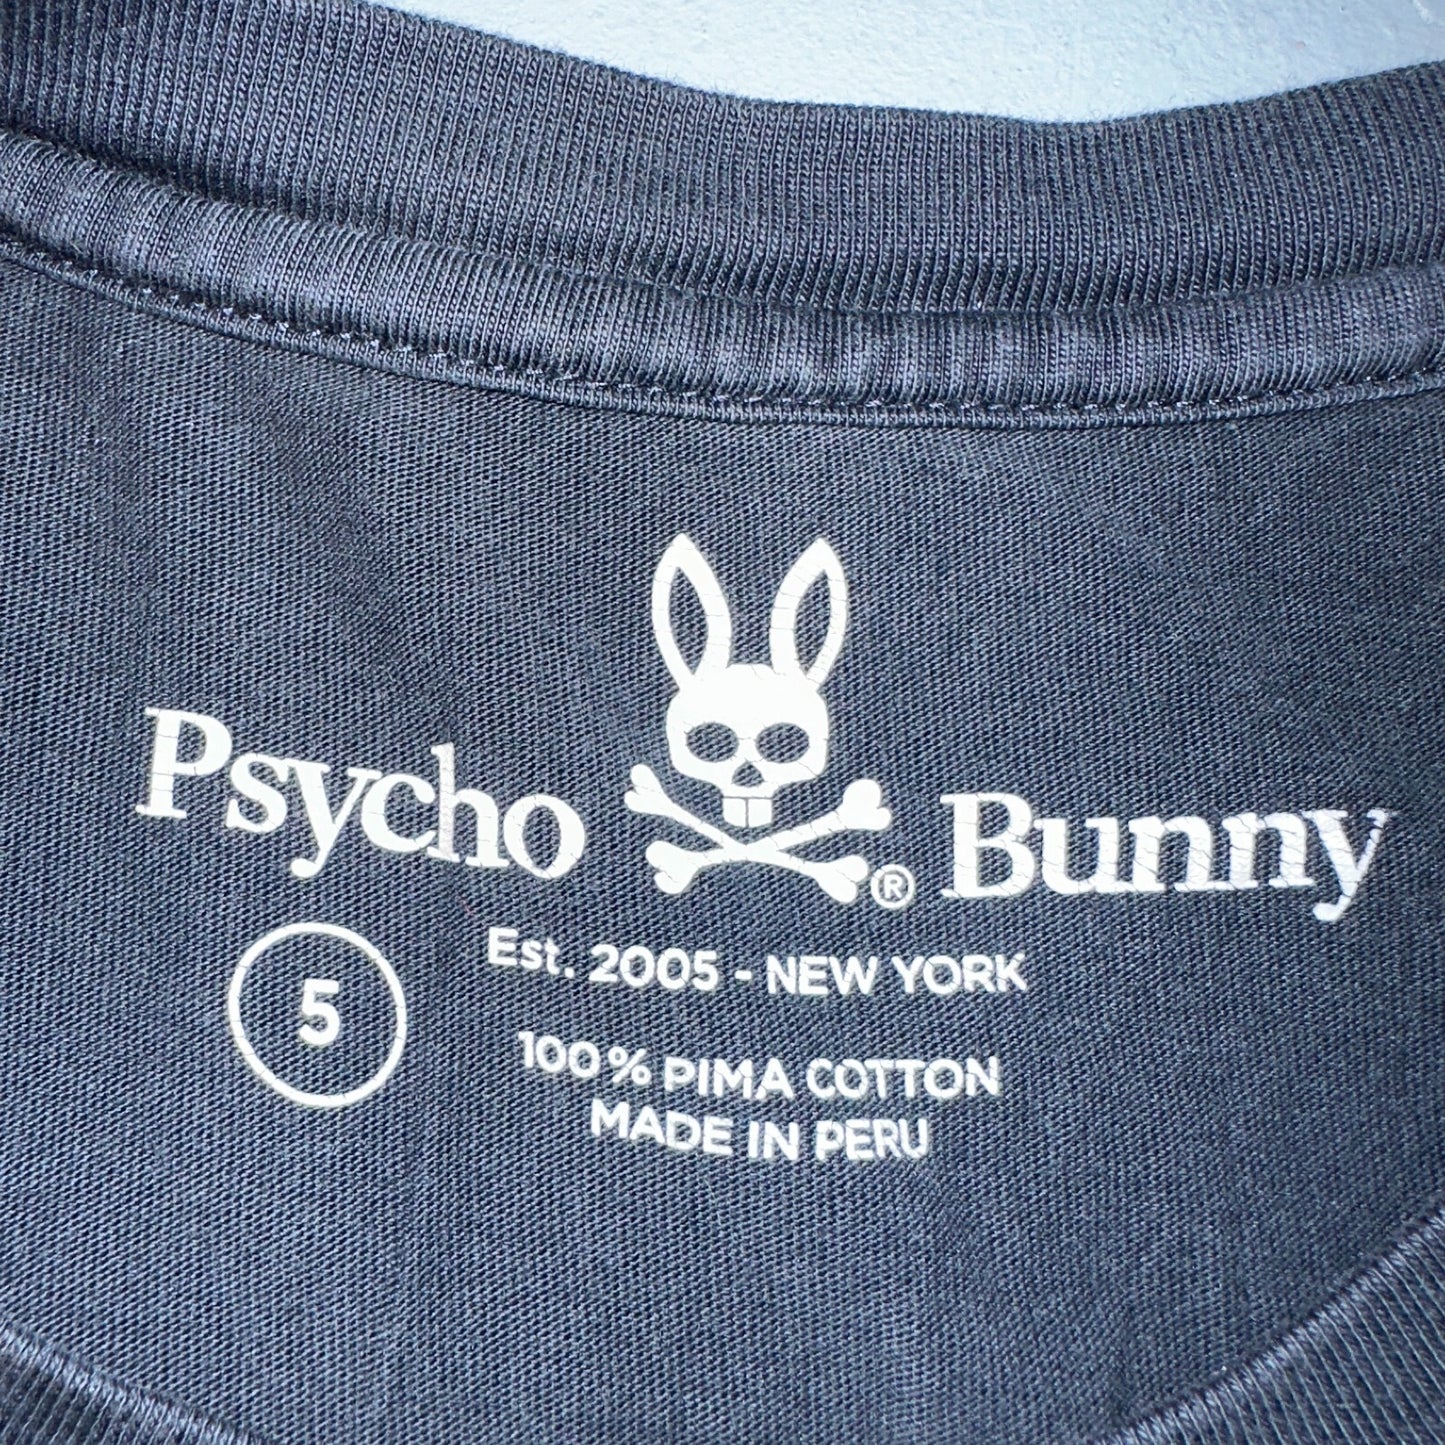 Psycho Bunny®
Est. 2005 - NEW YORK
5
100% PIMA COTTON
MADE IN PERU